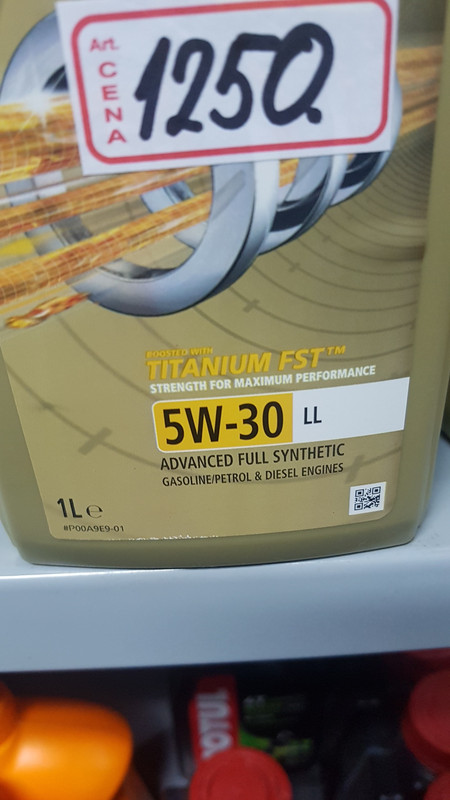 Art.
CENA
1250.
BOOSTED WITH
TITANIUM FST™
STRENGTH FOR MAXIMUM PERFORMANCE
5W-30 LL
ADVANCED FULL SYNTHETIC
GASOLINE/PETROL & DIESEL ENGINES
1L e
#P00A9E9-01